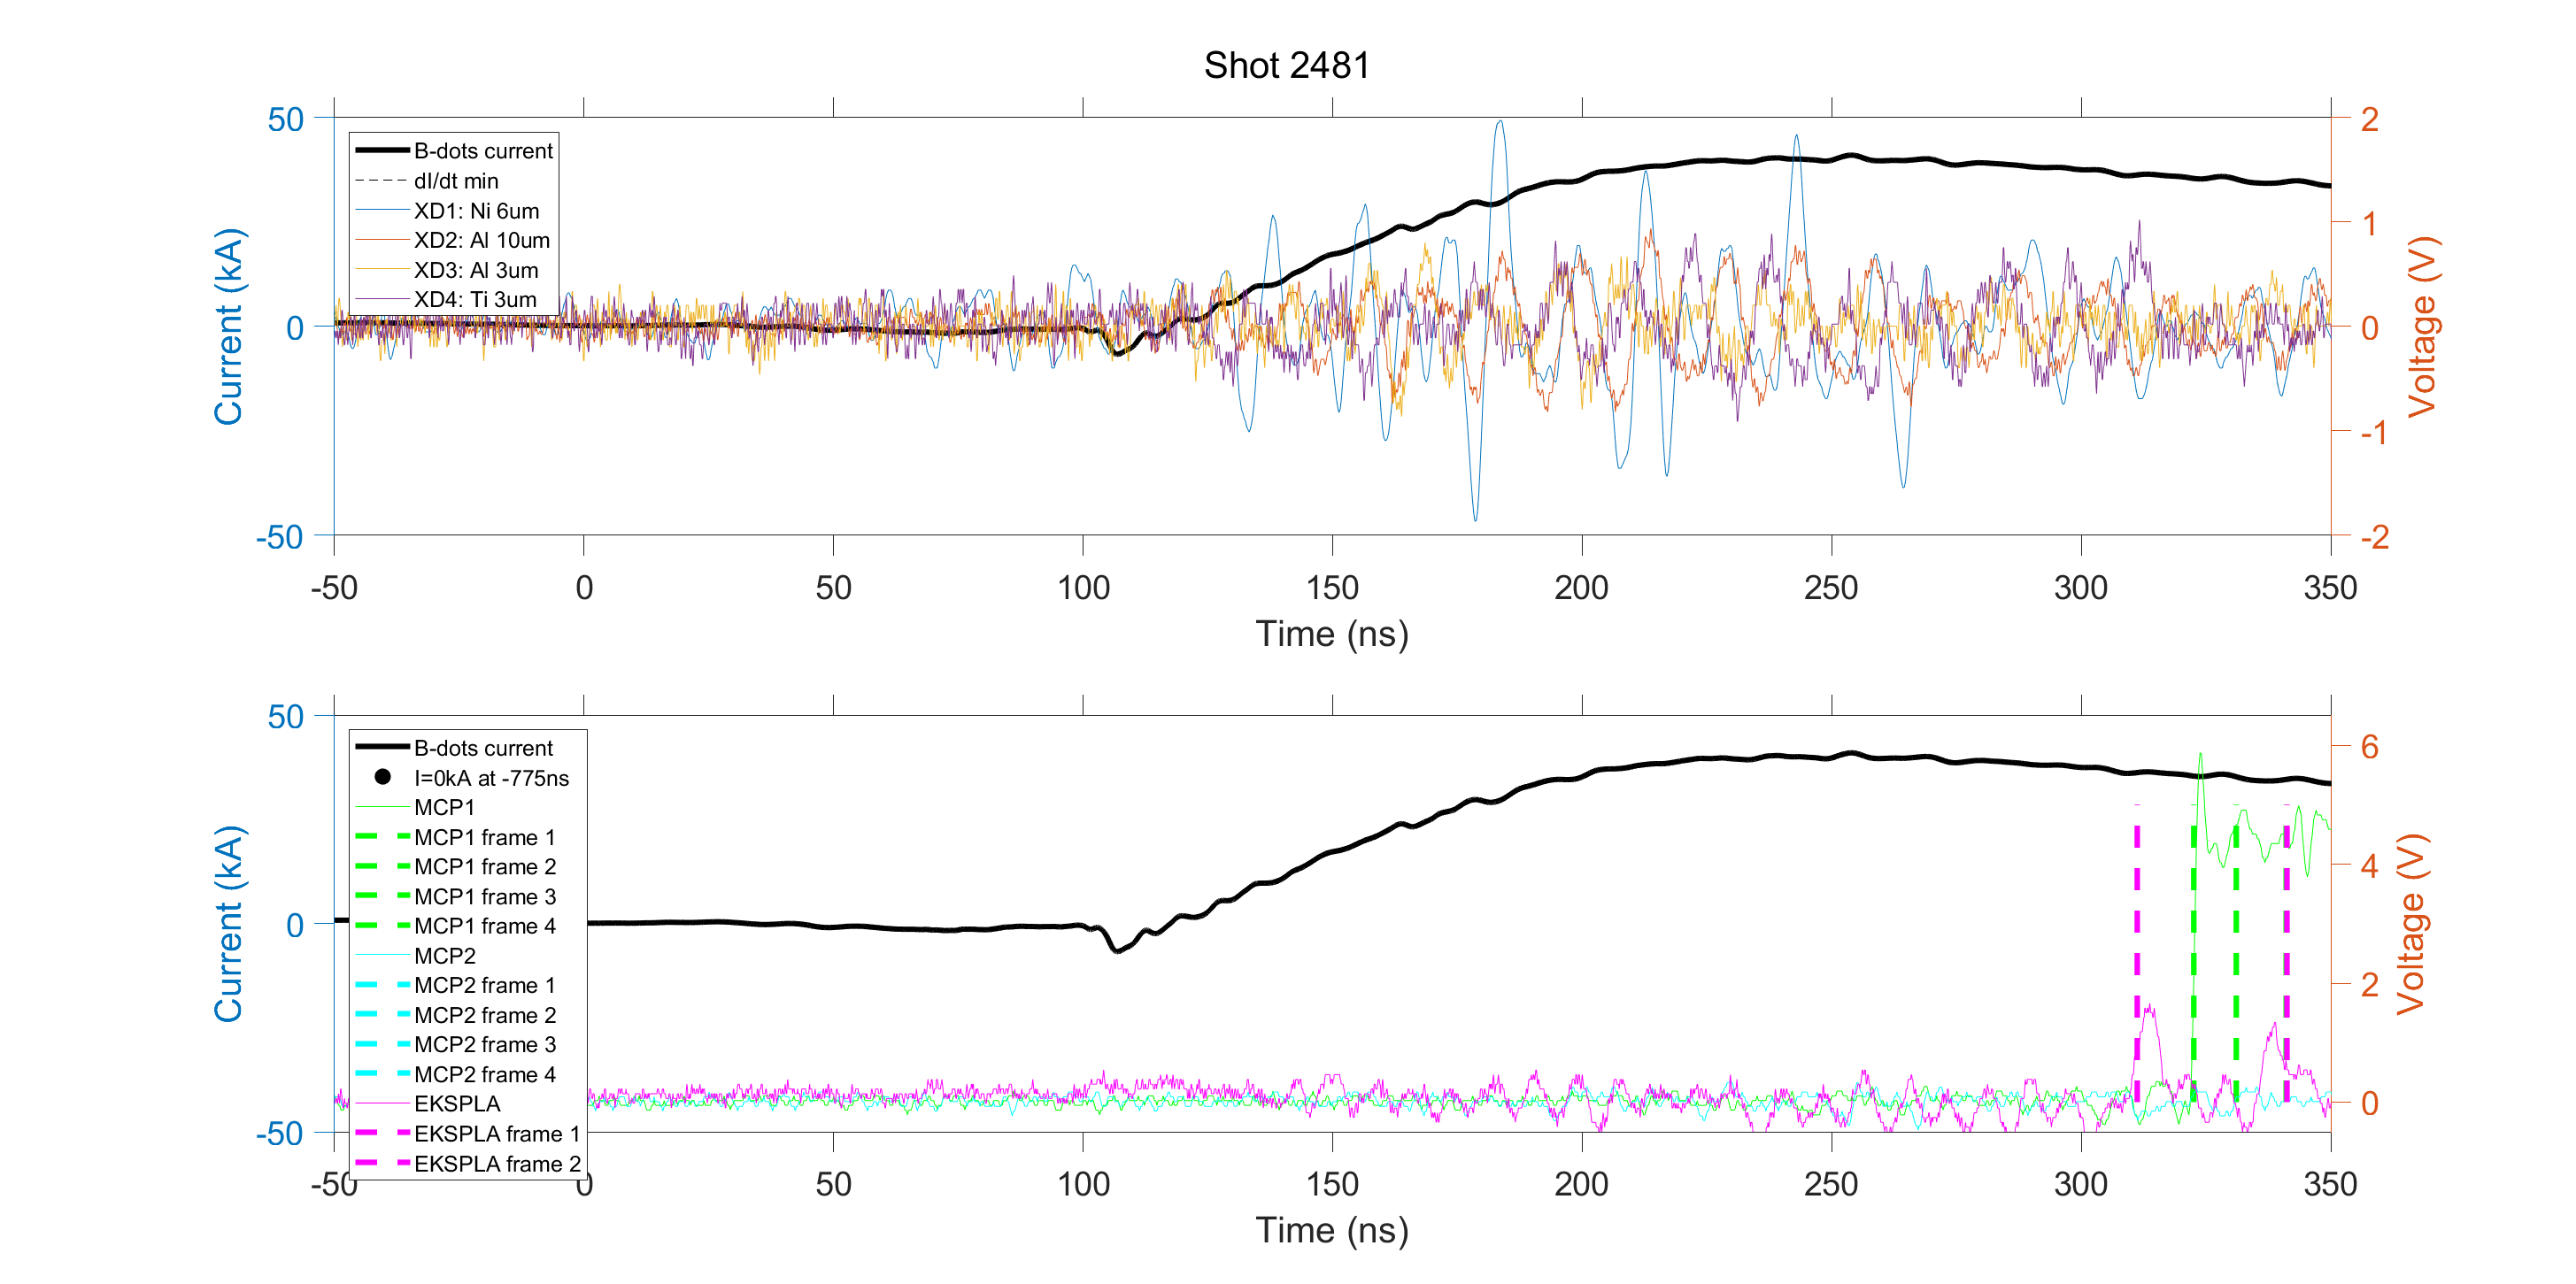 Shot 2481
50
0
-50
Current (kA)
B-dots current
dI/dt min
XD1: Ni 6um
XD2: Al 10um
XD3: Al 3um
XD4: Ti 3um
2
1
0
-1
-2
Voltage (V)
-50 0 50 100 150 200 250 300 350
Time (ns)
50
0
-50
Current (kA)
B-dots current
I=0kA at -775ns
MCP1
MCP1 frame 1
MCP1 frame 2
MCP1 frame 3
MCP1 frame 4
MCP2
MCP2 frame 1
MCP2 frame 2
MCP2 frame 3
MCP2 frame 4
EKSPLA
EKSPLA frame 1
EKSPLA frame 2
6
4
2
0
Voltage (V)
-50 0 50 100 150 200 250 300 350
Time (ns)